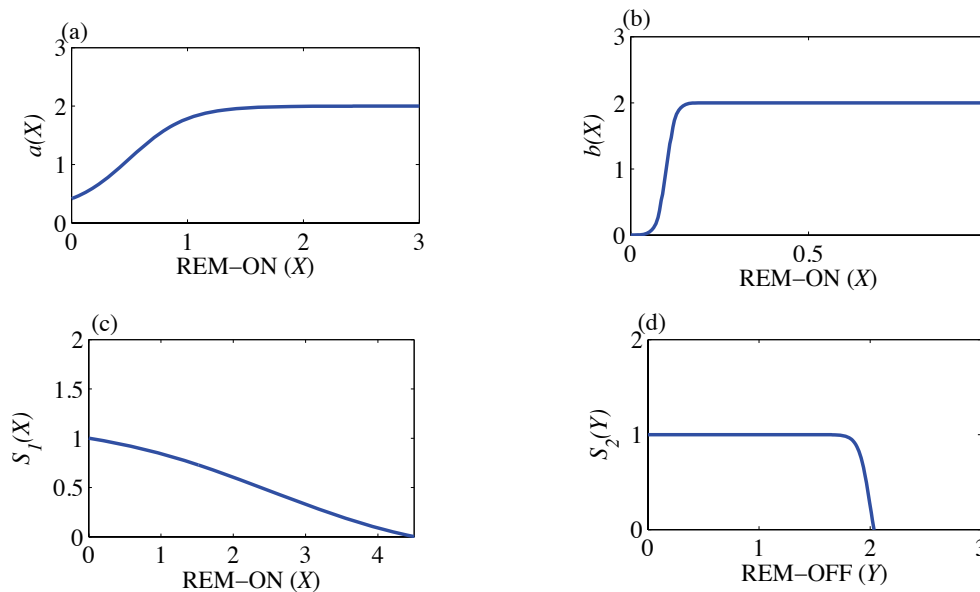 (a)
3
2
1
0
a(X)
0 1 2 3
REM−ON (X)
(b)
3
2
1
0
b(X)
0 0.5
REM−ON (X)
(c)
2
1.5
1
0.5
0
S1(X)
0 1 2 3 4
REM−ON (X)
(d)
2
1
0
S2(Y)
0 1 2 3
REM−OFF (Y)